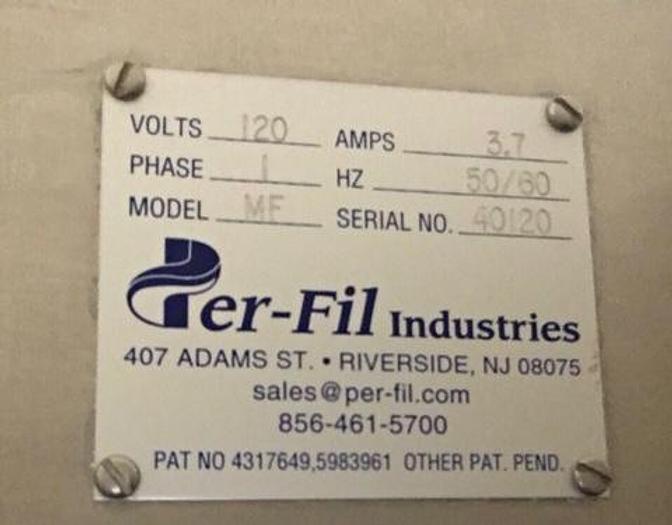 VOLTS 120 AMPS 3.7
PHASE 1 HZ 50/60
MODEL MF SERIAL NO. 40120
Per-Fil Industries
407 ADAMS ST. • RIVERSIDE, NJ 08075
sales@per-fil.com
856-461-5700
PAT NO 4317649,5983961 OTHER PAT. PEND.